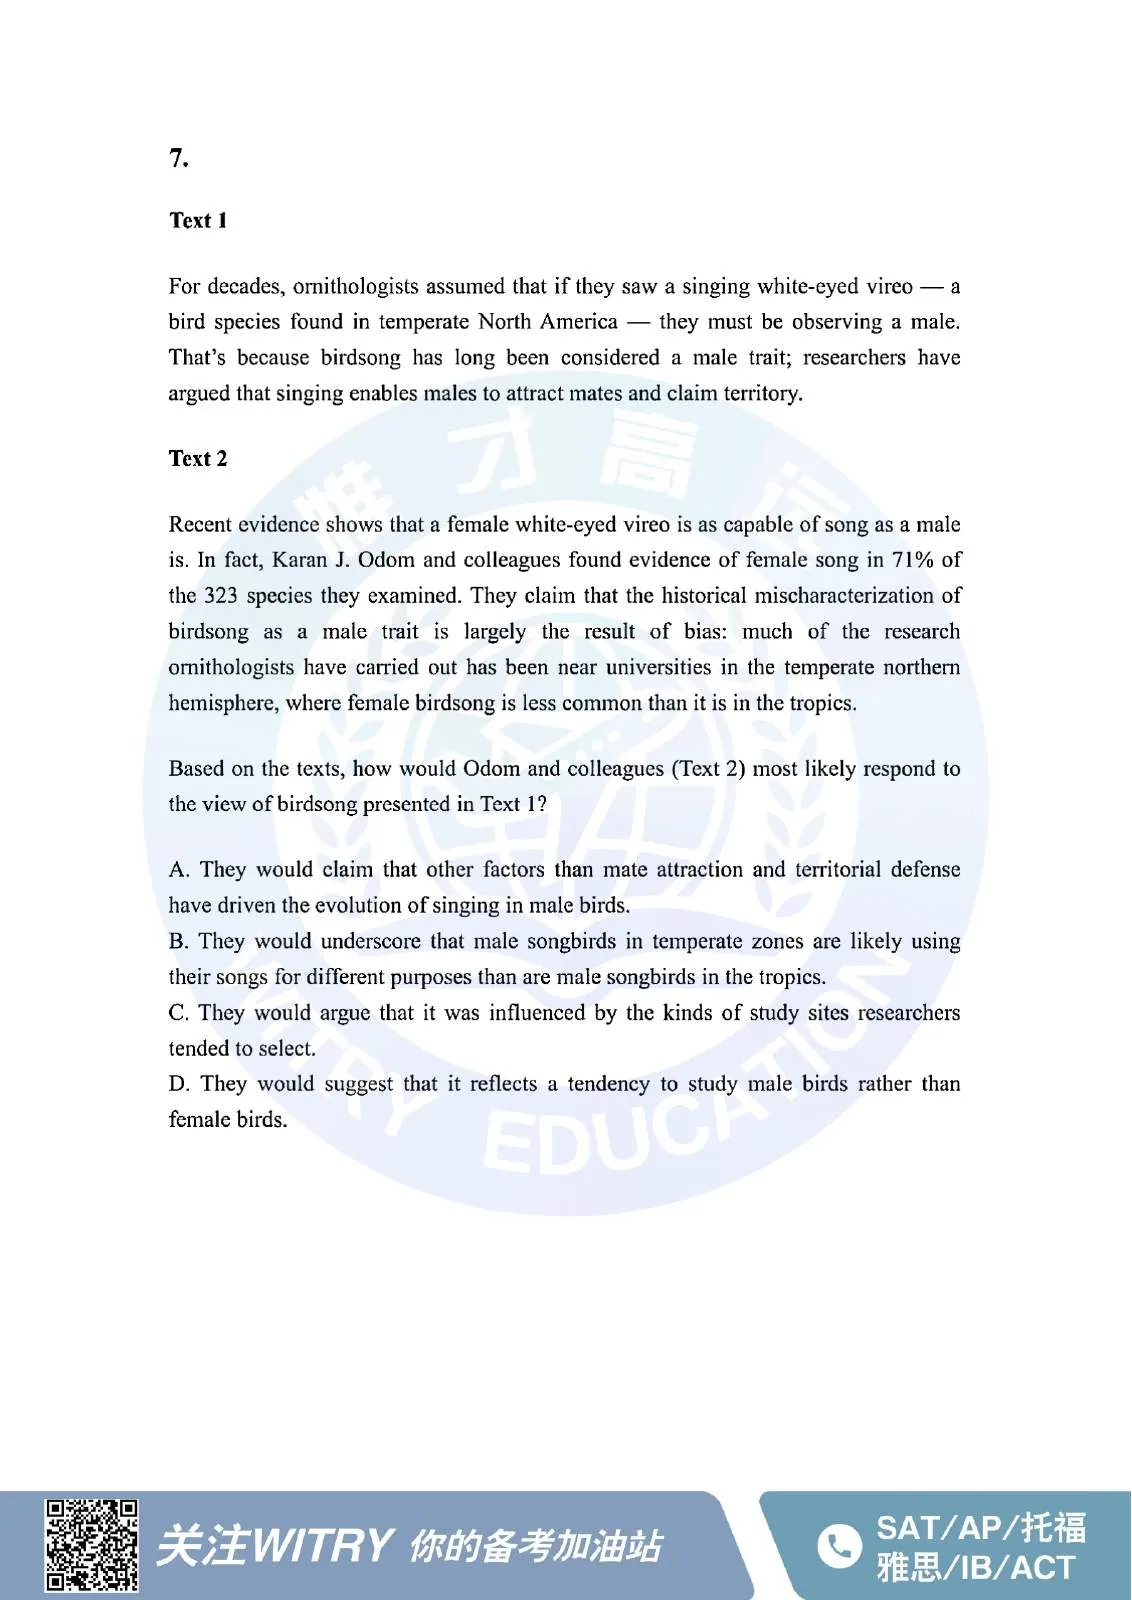 7.
Text 1
For decades, ornithologists assumed that if they saw a singing white-eyed vireo — a
bird species found in temperate North America — they must be observing a male.
That's because birdsong has long been considered a male trait; researchers have
argued that singing enables males to attract mates and claim territory.
Text 2
Recent evidence shows that a female white-eyed vireo is as capable of song as a male
is. In fact, Karan J. Odom and colleagues found evidence of female song in 71% of
the 323 species they examined. They claim that the historical mischaracterization of
birdsong as a male trait is largely the result of bias: much of the research
ornithologists have carried out has been near universities in the temperate northern
hemisphere, where female birdsong is less common than it is in the tropics.
Based on the texts, how would Odom and colleagues (Text 2) most likely respond to
the view of birdsong presented in Text 1?
A. They would claim that other factors than mate attraction and territorial defense
have driven the evolution of singing in male birds.
B. They would underscore that male songbirds in temperate zones are likely using
their songs for different purposes than are male songbirds in the tropics.
C. They would argue that it was influenced by the kinds of study sites researchers
tended to select.
D. They would suggest that it reflects a tendency to study male birds rather than
female birds.
惟才高远
WITRY EDUCATION
关注WITRY 你的备考加油站
SAT/AP/托福
雅思/IB/ACT